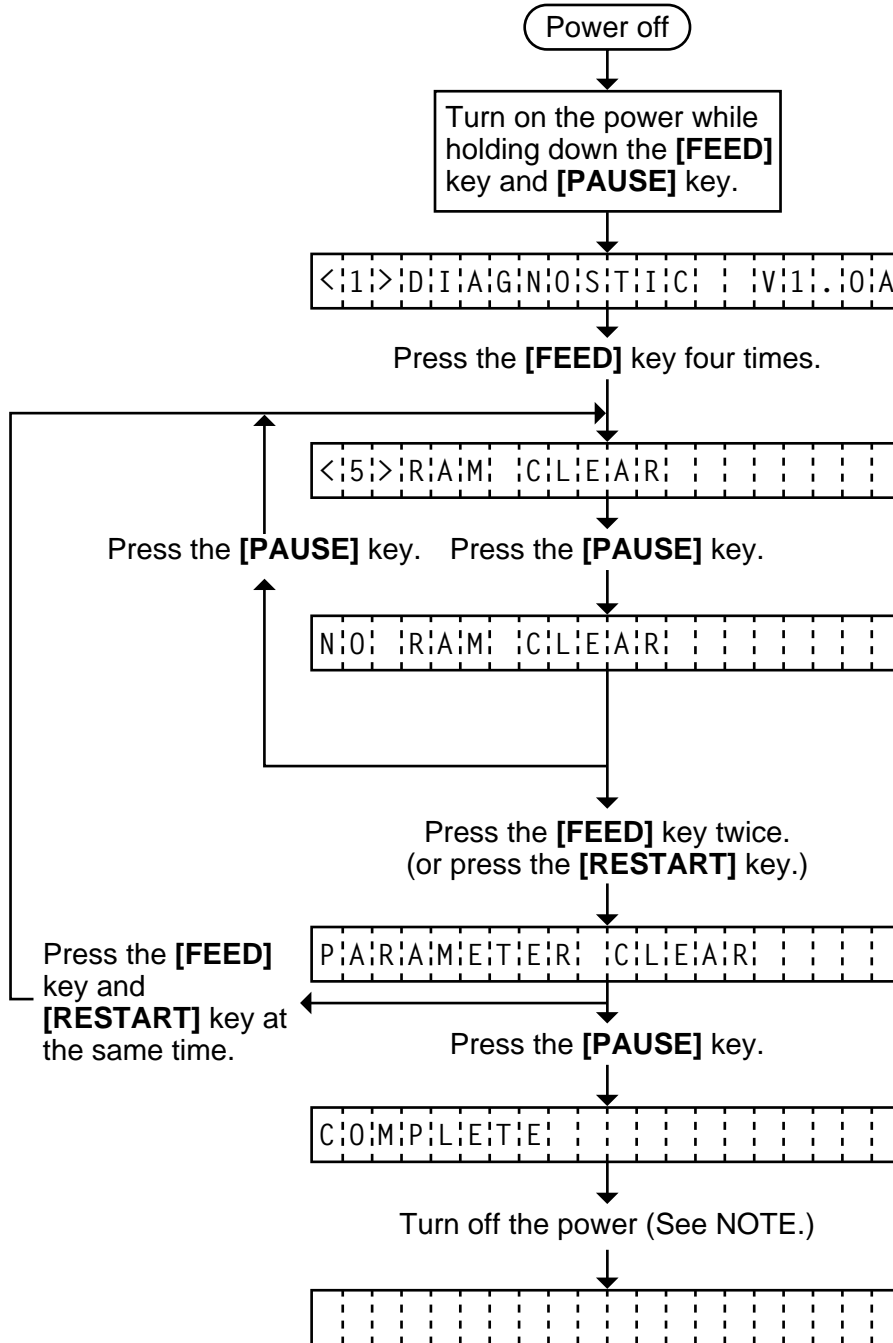 Power off
Turn on the power while
holding down the [FEED]
key and [PAUSE] key.
<1>DIAGNOSTIC  V1.0A
Press the [FEED] key four times.
<5>RAM CLEAR
Press the [PAUSE] key.
Press the [PAUSE] key.
NO RAM CLEAR
Press the [FEED] key twice.
(or press the [RESTART] key.)
PARAMETER CLEAR
Press the [FEED]
key and
[RESTART] key at
the same time.
Press the [PAUSE] key.
COMPLETE
Turn off the power (See NOTE.)